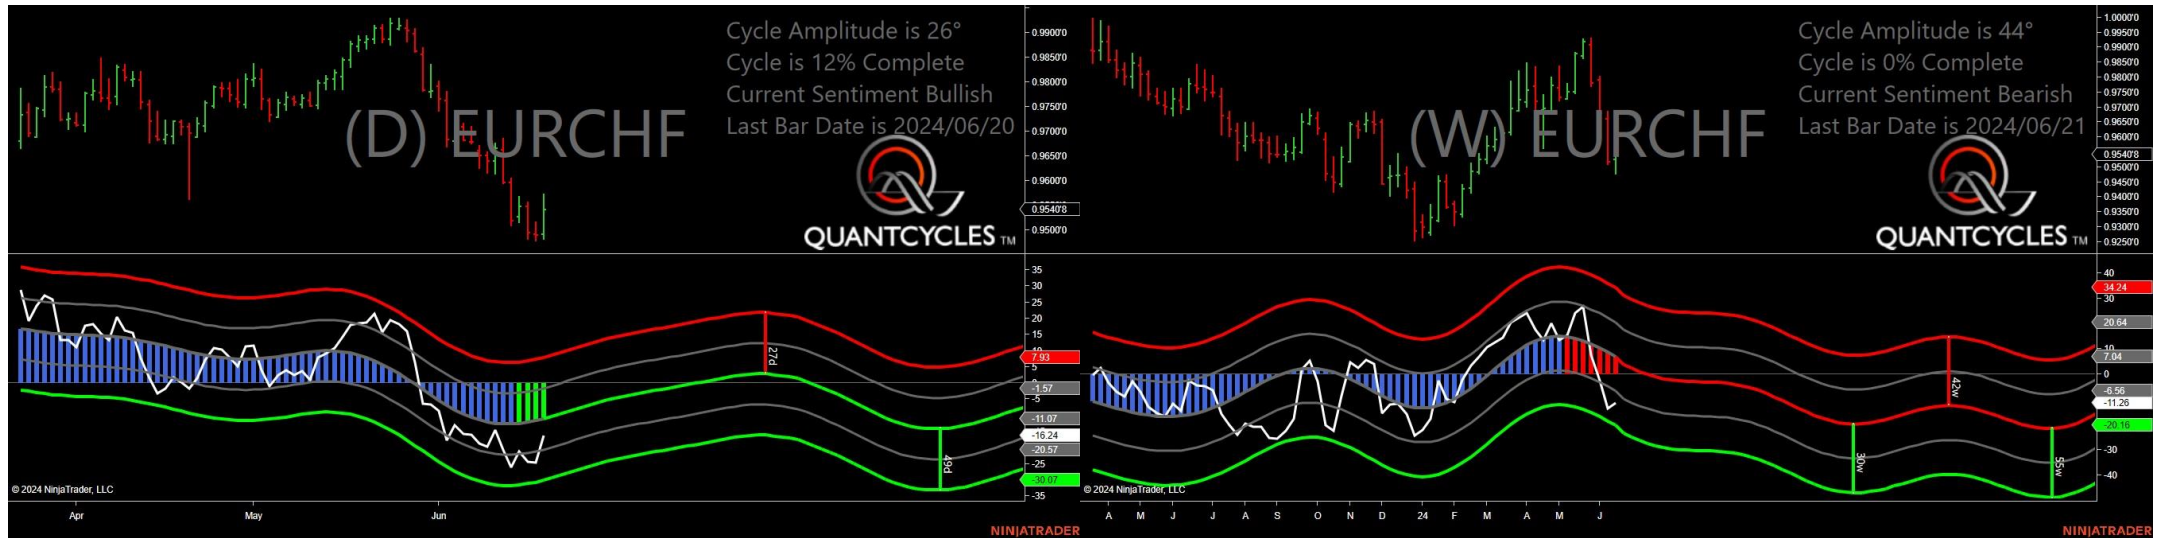 Cycle Amplitude is 26°
Cycle is 12% Complete
Current Sentiment Bullish
Last Bar Date is 2024/06/20
(D) EURCHF
QUANTCYCLES TM
0.9900'0
0.9850'0
0.9800'0
0.9750'0
0.9700'0
0.9650'0
0.9600'0
0.9540'8
0.9500'0
35
30
25
20
15
10
7.93
5
-1.57
-5
-11.07
-16.24
-20.57
-25
-30.07
-35
27d
49d
© 2024 NinjaTrader, LLC
Apr
May
Jun
NINJATRADER
Cycle Amplitude is 44°
Cycle is 0% Complete
Current Sentiment Bearish
Last Bar Date is 2024/06/21
(W) EURCHF
QUANTCYCLES TM
1.0000'0
0.9950'0
0.9900'0
0.9850'0
0.9800'0
0.9750'0
0.9700'0
0.9650'0
0.9600'0
0.9540'8
0.9500'0
0.9450'0
0.9400'0
0.9350'0
0.9300'0
0.9250'0
40
34.24
30
20.64
10
7.04
0
-6.56
-11.26
-20.16
-30
-40
30w
42w
55w
© 2024 NinjaTrader, LLC
A M J J A S O N D 24 F M A M J
NINJATRADER